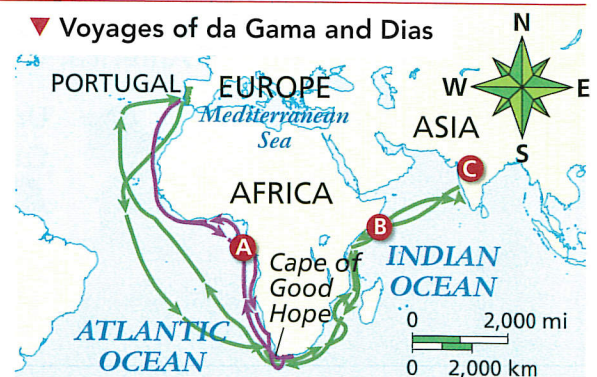 ▼ Voyages of da Gama and Dias
N
W
E
S
PORTUGAL
EUROPE
Mediterranean
Sea
ASIA
C
AFRICA
B
A
Cape of
Good
Hope
INDIAN
OCEAN
ATLANTIC
OCEAN
0 2,000 mi
0 2,000 km